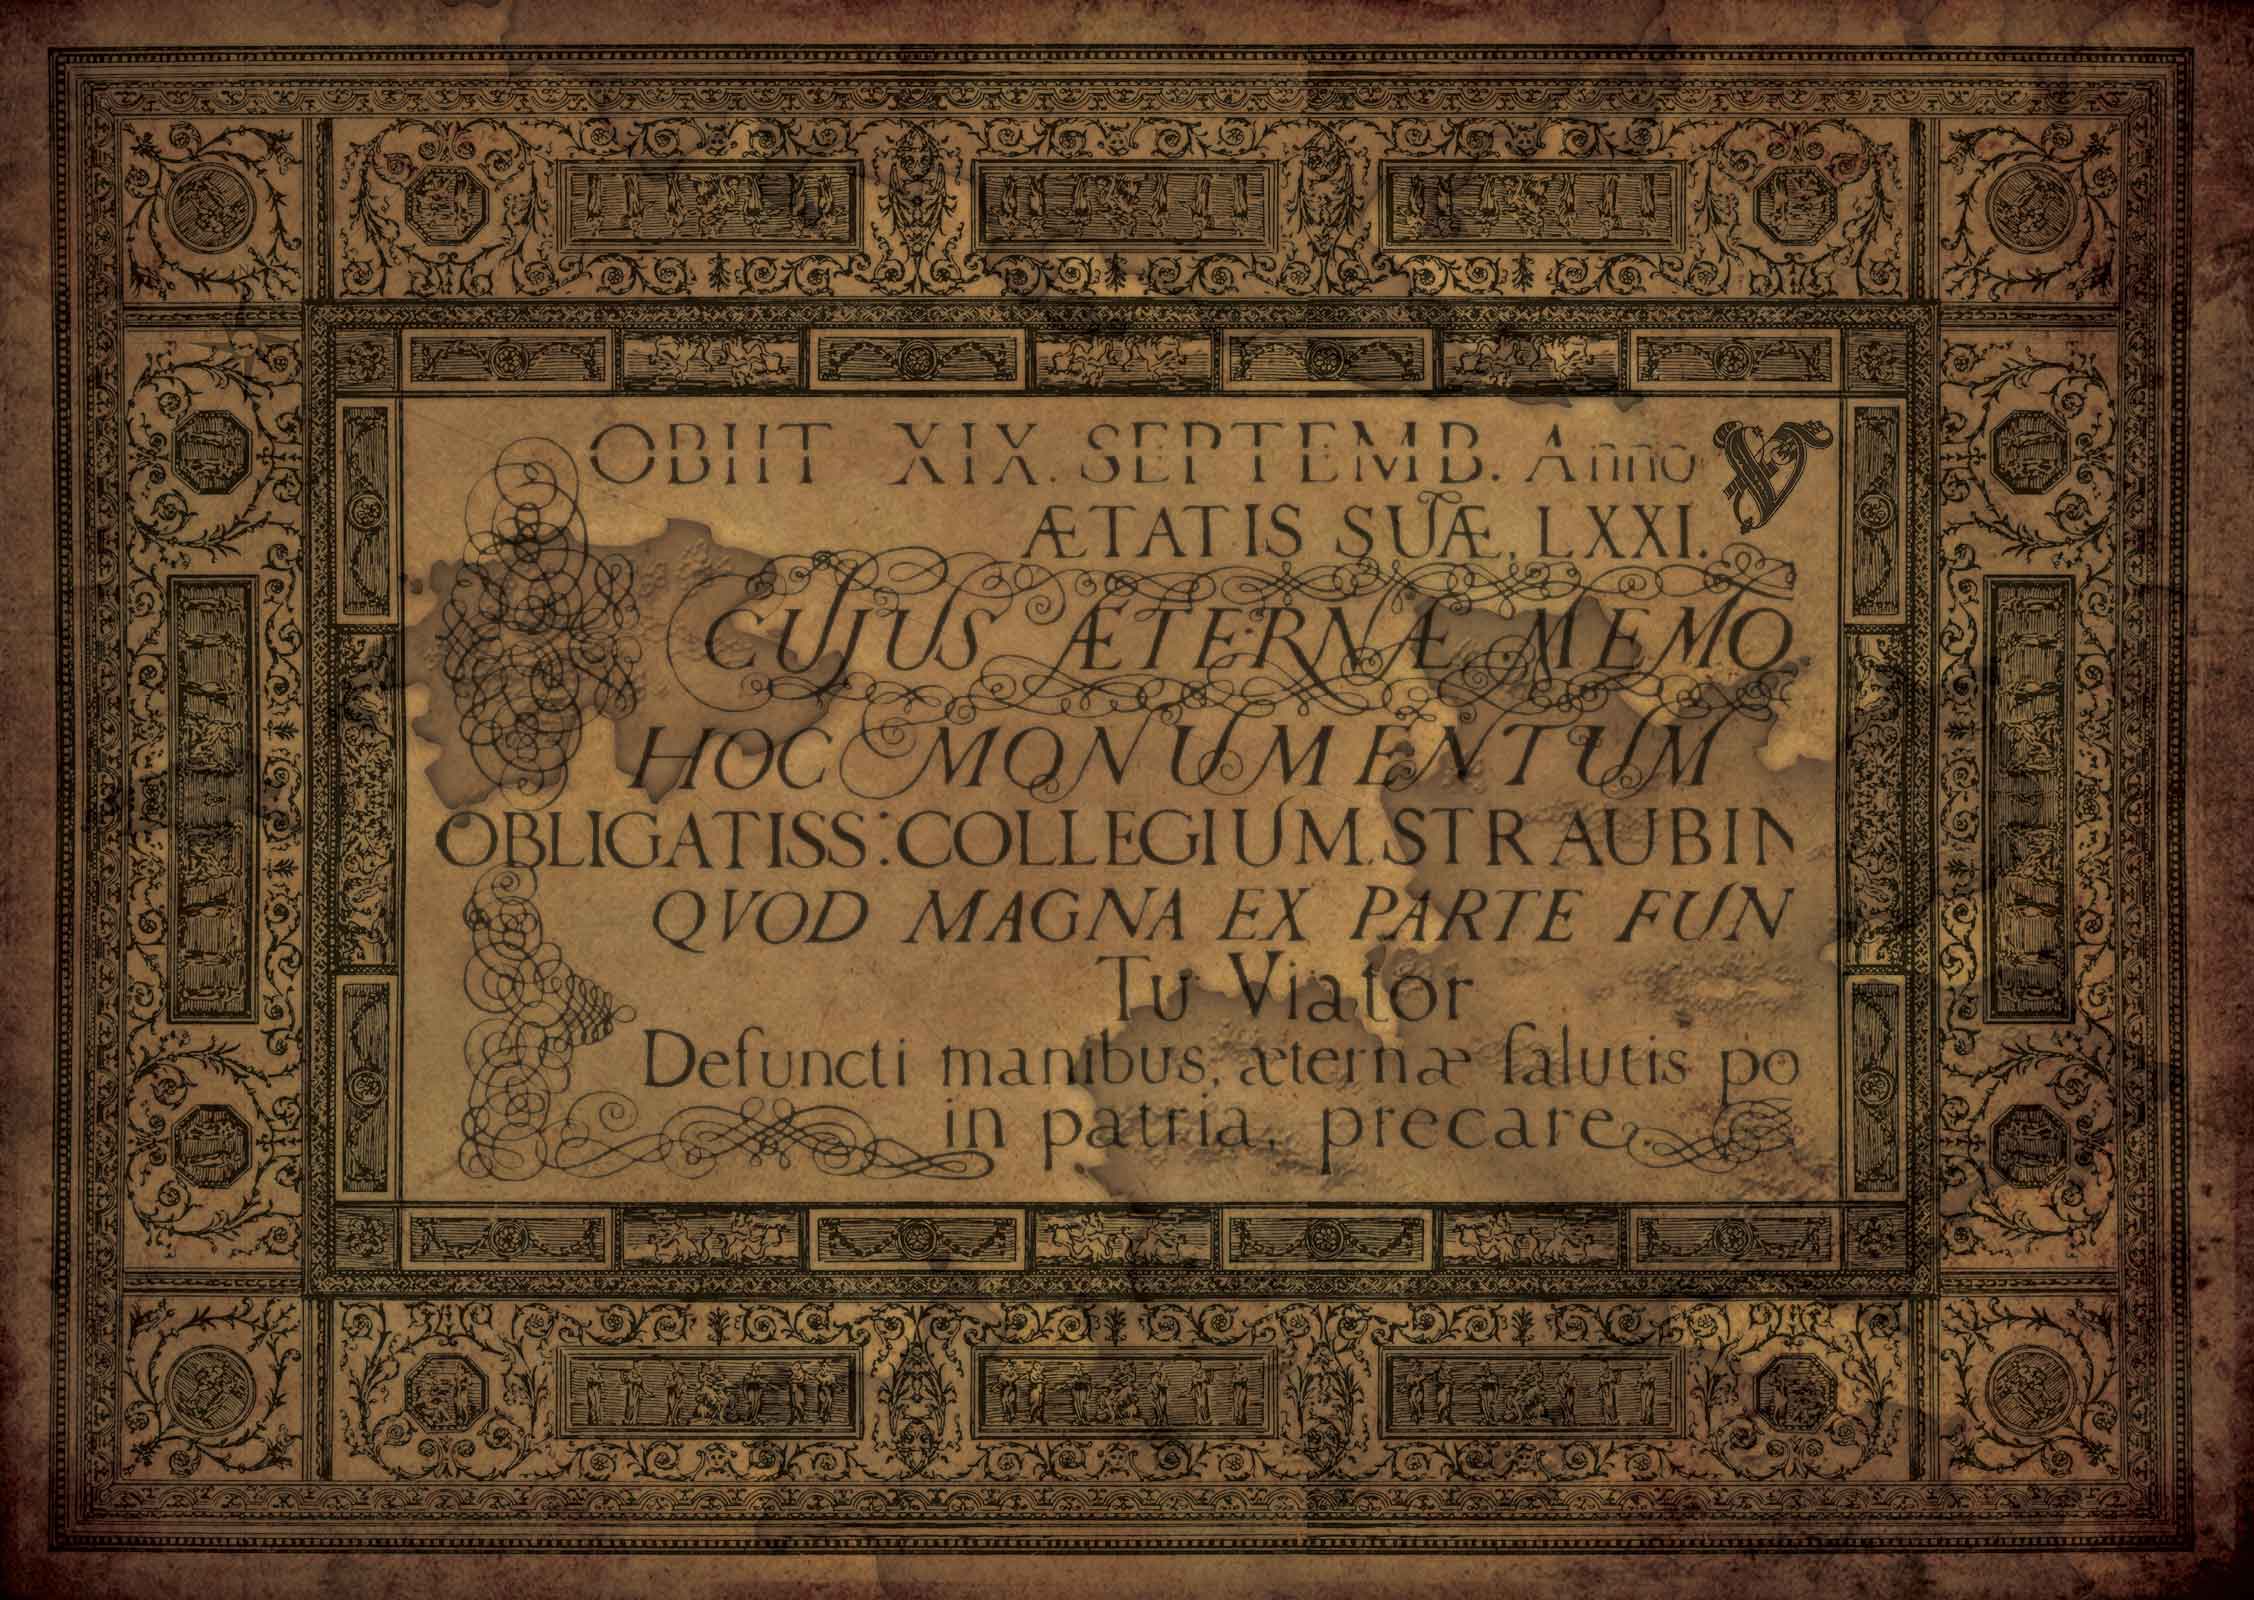 OBIIT XIX. SEPTEMB. Anno
ÆTATIS SUÆ, LXXI.
CUJUS ÆTERNÆ MEMO
HOC MONUMENTUM
OBLIGATISS: COLLEGIUM. STRAUBIN
QVOD MAGNA EX PARTE FUN
Tu Viator
Defuncti manibus, æternæ ſalutis po
in patria, precare.